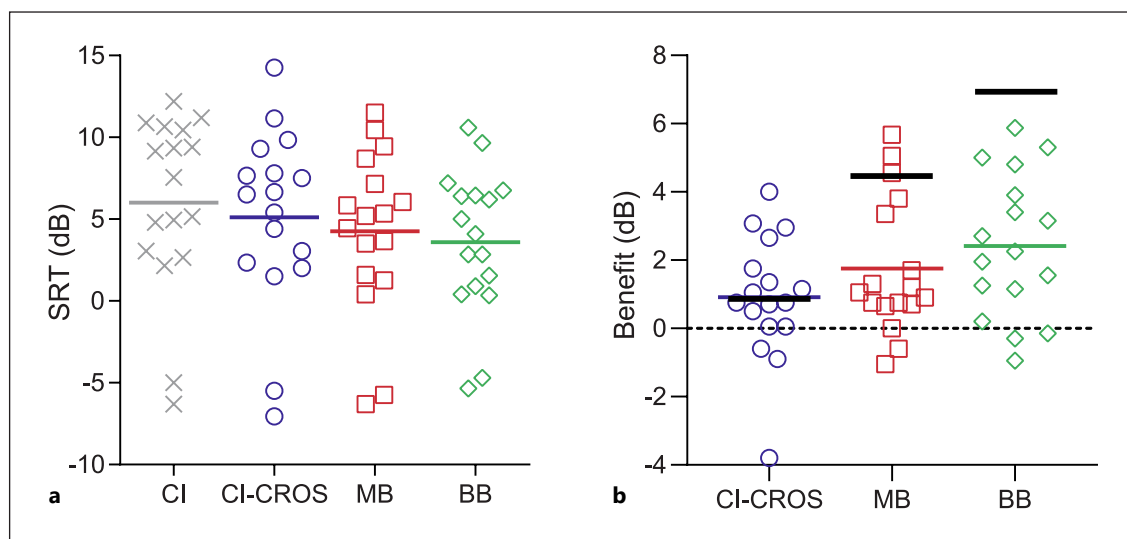 15
10
5
0
-5
-10
SRT (dB)
CI
CI-CROS
MB
BB
a
8
6
4
2
0
-2
-4
Benefit (dB)
CI-CROS
MB
BB
b